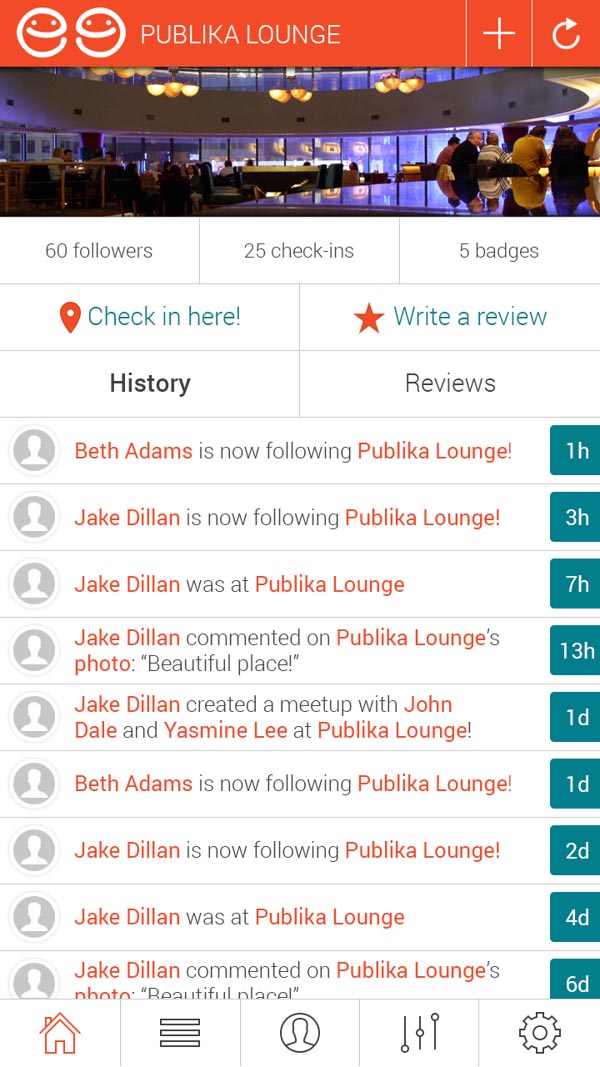 PUBLIKA LOUNGE
60 followers
25 check-ins
5 badges
Check in here!
Write a review
History
Reviews
Beth Adams is now following Publika Lounge!
1h
Jake Dillan is now following Publika Lounge!
3h
Jake Dillan was at Publika Lounge
7h
Jake Dillan commented on Publika Lounge’s
photo: “Beautiful place!”
13h
Jake Dillan created a meetup with John
Dale and Yasmine Lee at Publika Lounge!
1d
Beth Adams is now following Publika Lounge!
1d
Jake Dillan is now following Publika Lounge!
2d
Jake Dillan was at Publika Lounge
4d
Jake Dillan commented on Publika Lounge’s
photo: “Beautiful place!”
6d